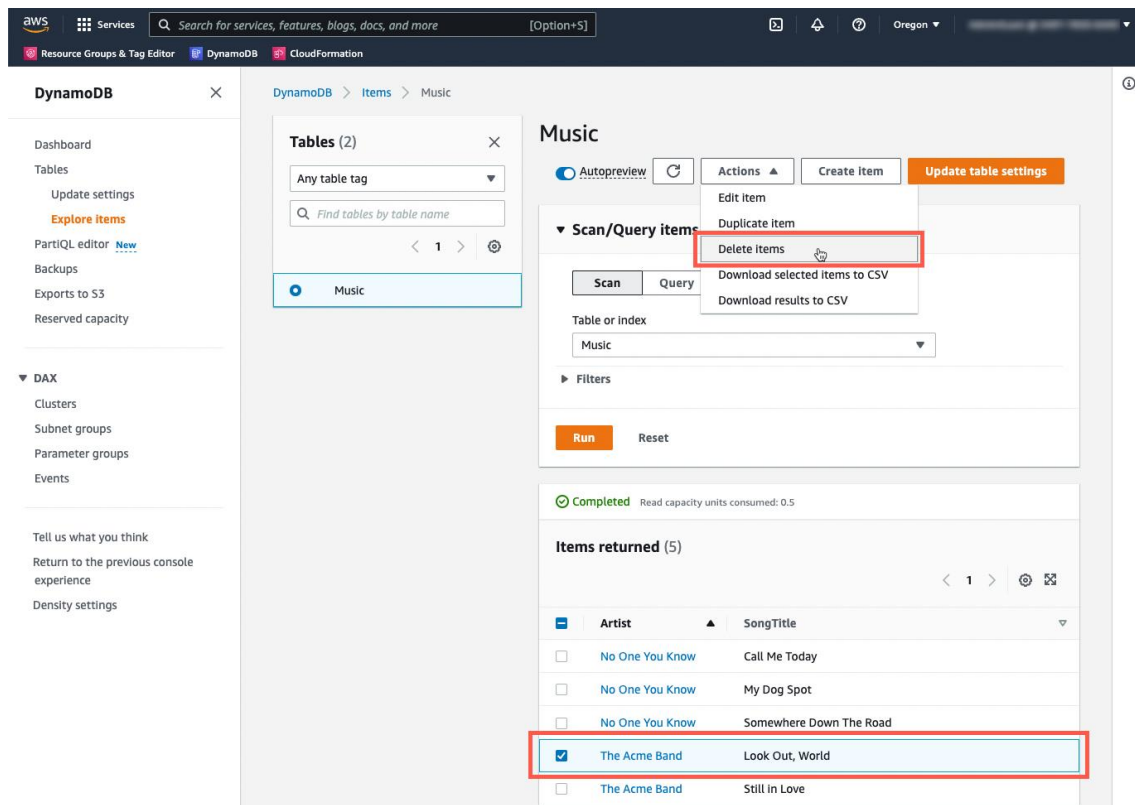 aws Services Search for services, features, blogs, docs, and more [Option+S] Oregon
Resource Groups & Tag Editor DynamoDB CloudFormation
DynamoDB
Dashboard
Tables
Update settings
Explore items
PartiQL editor New
Backups
Exports to S3
Reserved capacity
DAX
Clusters
Subnet groups
Parameter groups
Events
Tell us what you think
Return to the previous console
experience
Density settings
DynamoDB > Items > Music
Tables (2)
Any table tag
Find tables by table name
< 1 >
Music
Music
Autopreview Actions Create item Update table settings
Edit item
Duplicate item
Delete items
Download selected items to CSV
Download results to CSV
Scan/Query items
Scan Query
Table or index
Music
Filters
Run Reset
Completed Read capacity units consumed: 0.5
Items returned (5)
< 1 >
Artist SongTitle
No One You Know Call Me Today
No One You Know My Dog Spot
No One You Know Somewhere Down The Road
The Acme Band Look Out, World
The Acme Band Still in Love